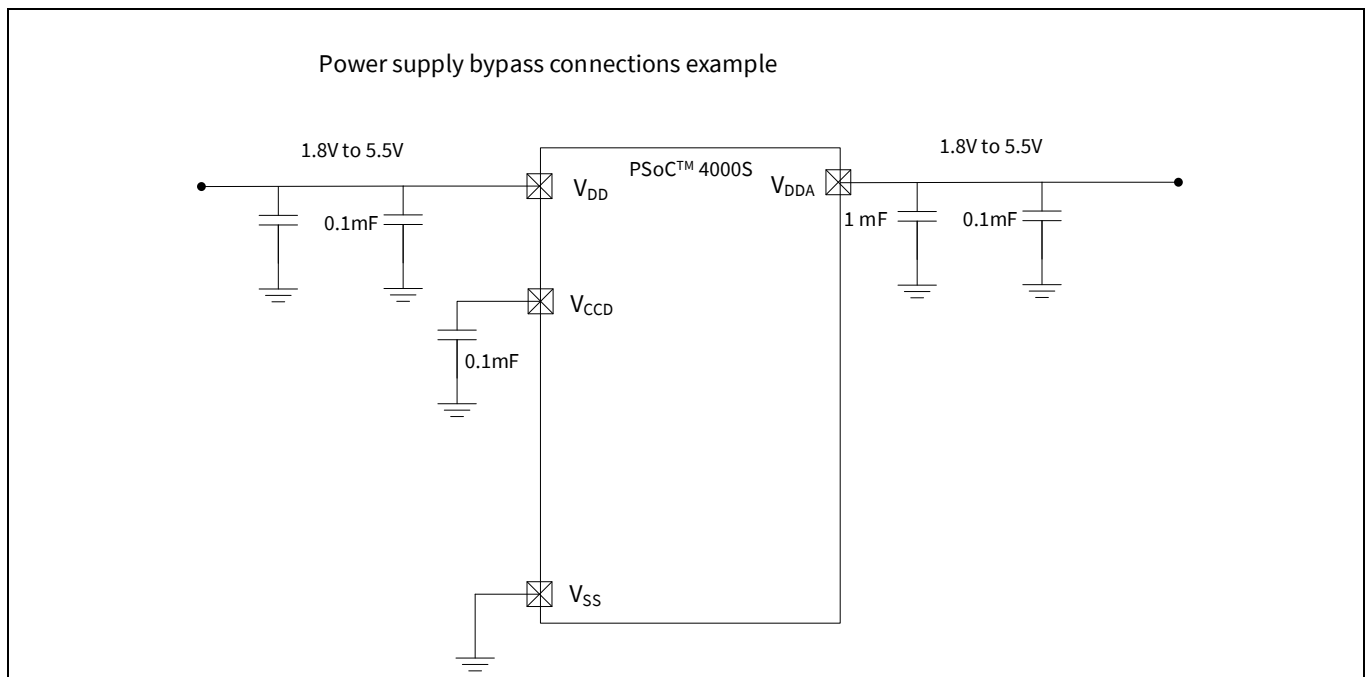 Power supply bypass connections example
1.8V to 5.5V
1.8V to 5.5V
PSoC™ 4000S
V_DD
V_DDA
0.1mF
1 mF
0.1mF
V_CCD
0.1mF
V_SS